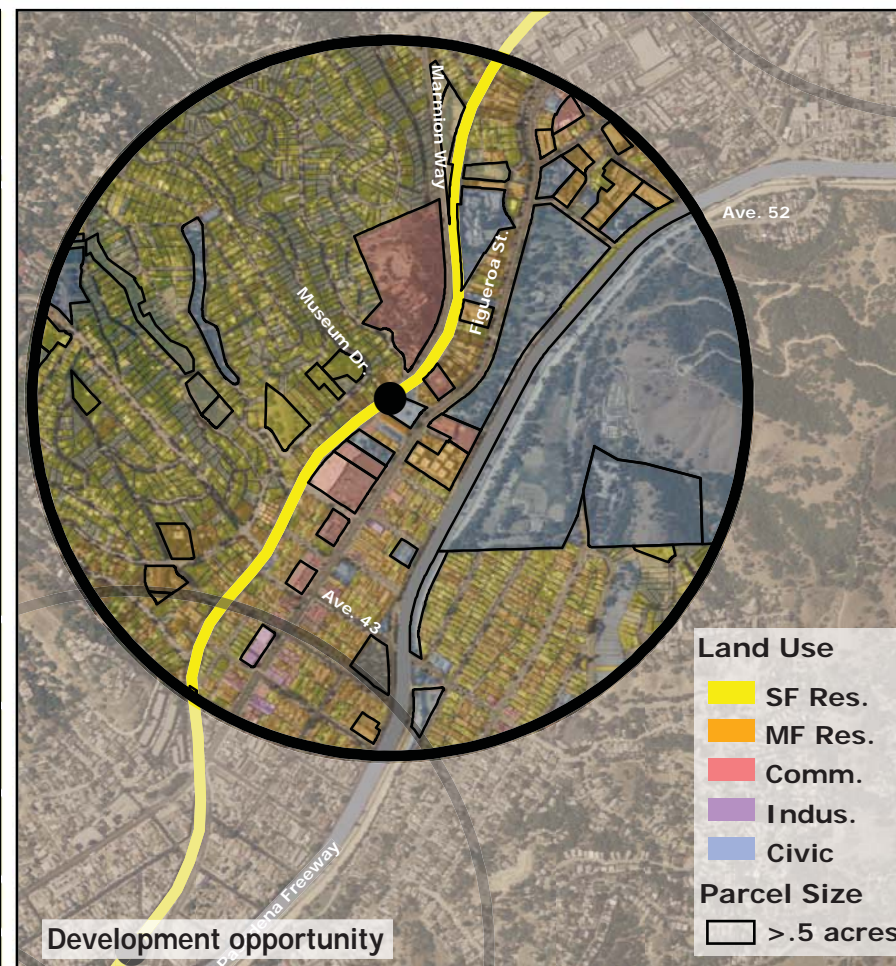 Marmion Way
Ave. 52
Figueroa St.
Museum Dr.
Ave. 43
Land Use
SF Res.
MF Res.
Comm.
Indus.
Civic
Parcel Size
>.5 acres
Pasadena Freeway
Development opportunity